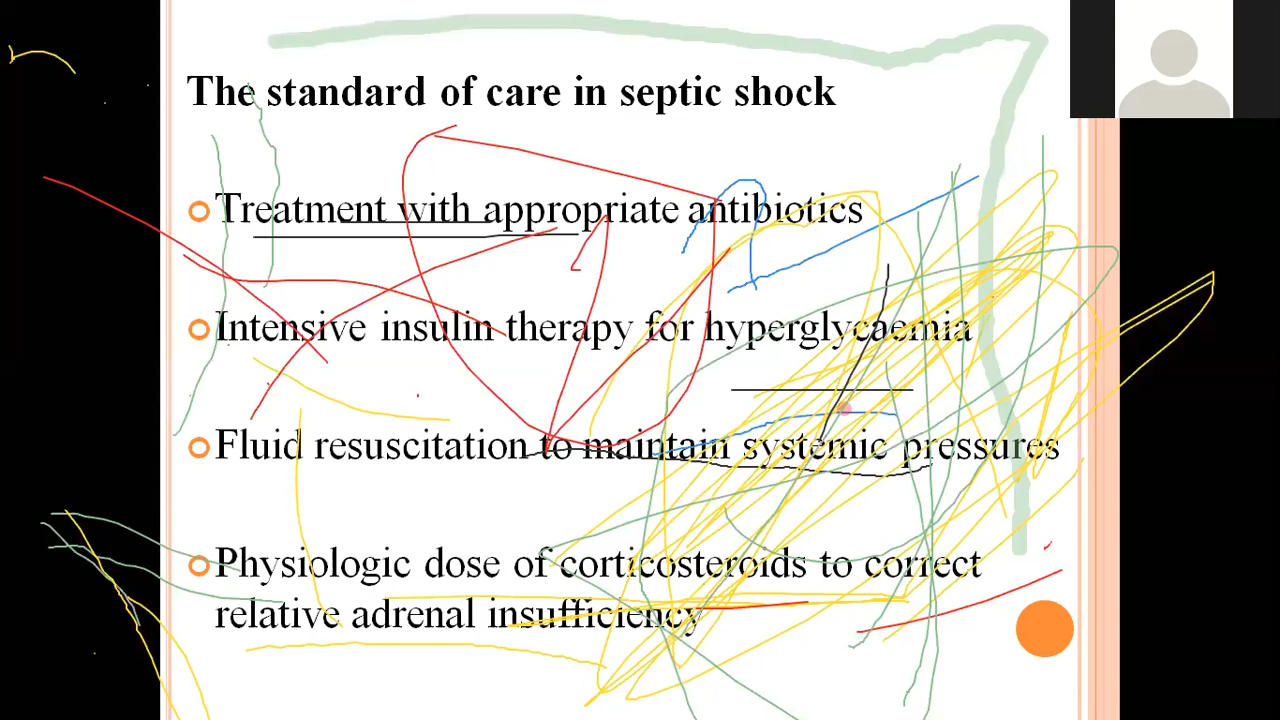 The standard of care in septic shock
Treatment with appropriate antibiotics
Intensive insulin therapy for hyperglycaemia
Fluid resuscitation to maintain systemic pressures
Physiologic dose of corticosteroids to correct
relative adrenal insufficiency